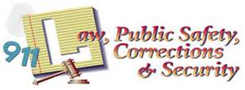 911
Law, Public Safety,
Corrections
& Security